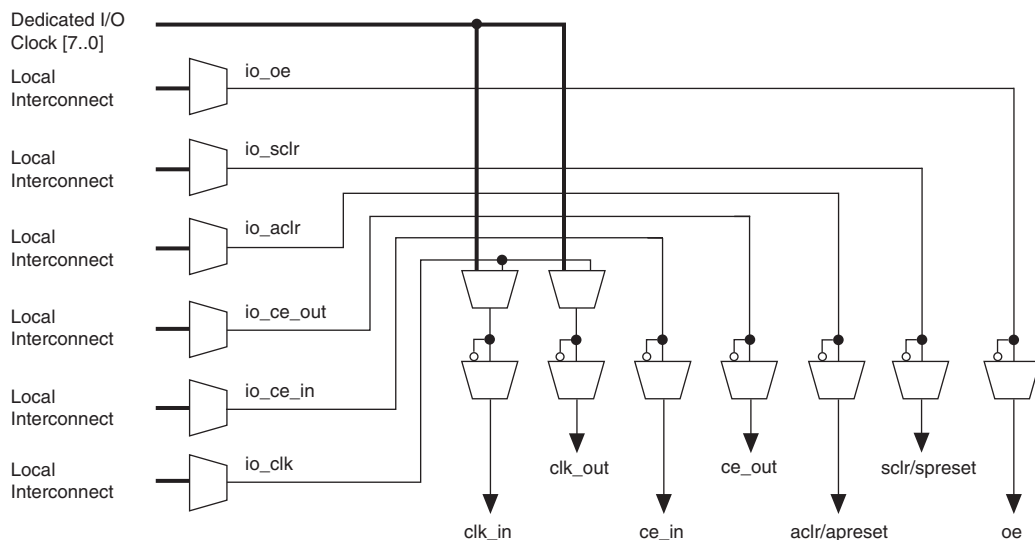 Dedicated I/O
Clock [7..0]
Local
Interconnect
io_oe
Local
Interconnect
io_sclr
Local
Interconnect
io_aclr
Local
Interconnect
io_ce_out
Local
Interconnect
io_ce_in
Local
Interconnect
io_clk
clk_out
ce_out
sclr/spreset
clk_in
ce_in
aclr/apreset
oe